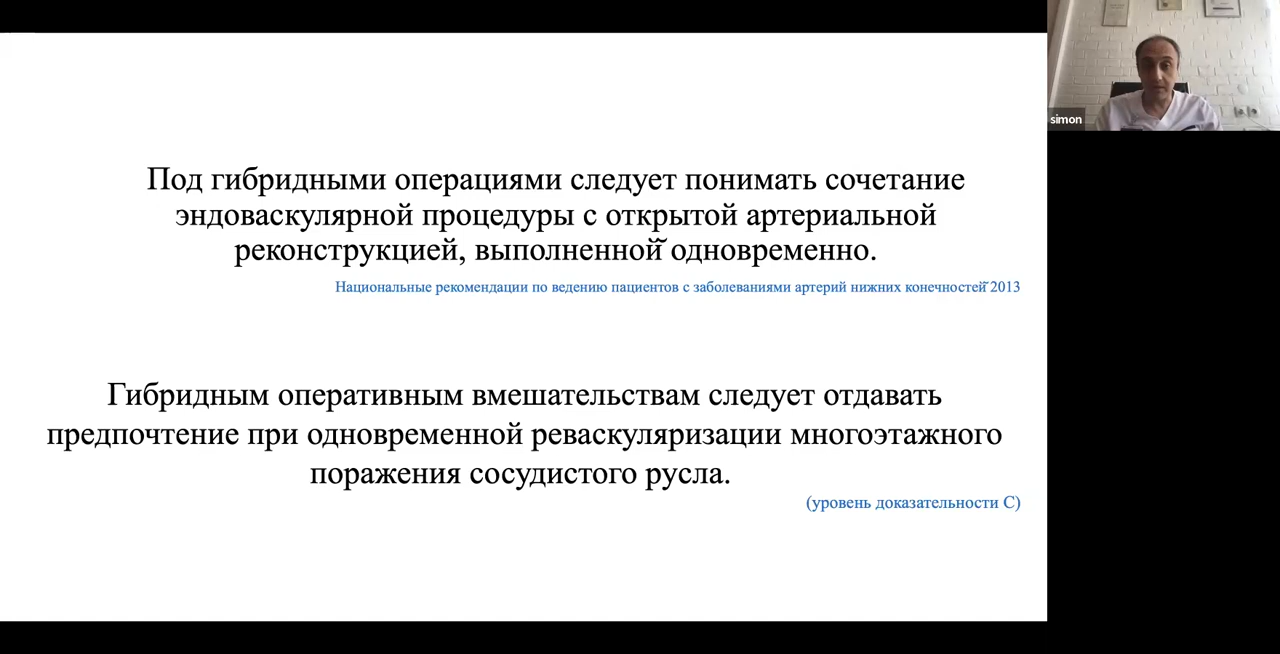 Под гибридными операциями следует понимать сочетание
эндоваскулярной процедуры с открытой артериальной
реконструкцией, выполненной одновременно.
Национальные рекомендации по ведению пациентов с заболеваниями артерий нижних конечностей 2013
Гибридным оперативным вмешательствам следует отдавать
предпочтение при одновременной реваскуляризации многоэтажного
поражения сосудистого русла.
(уровень доказательности С)
simon